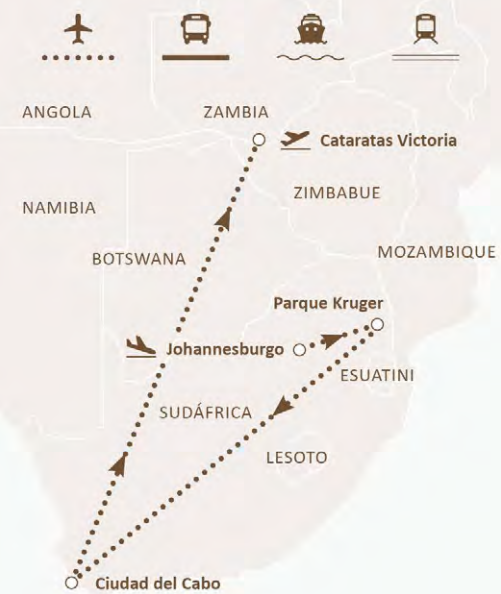 ANGOLA
ZAMBIA
Cataratas Victoria
ZIMBABUE
NAMIBIA
BOTSWANA
MOZAMBIQUE
Parque Kruger
Johannesburgo
ESUATINI
SUDÁFRICA
LESOTO
Ciudad del Cabo